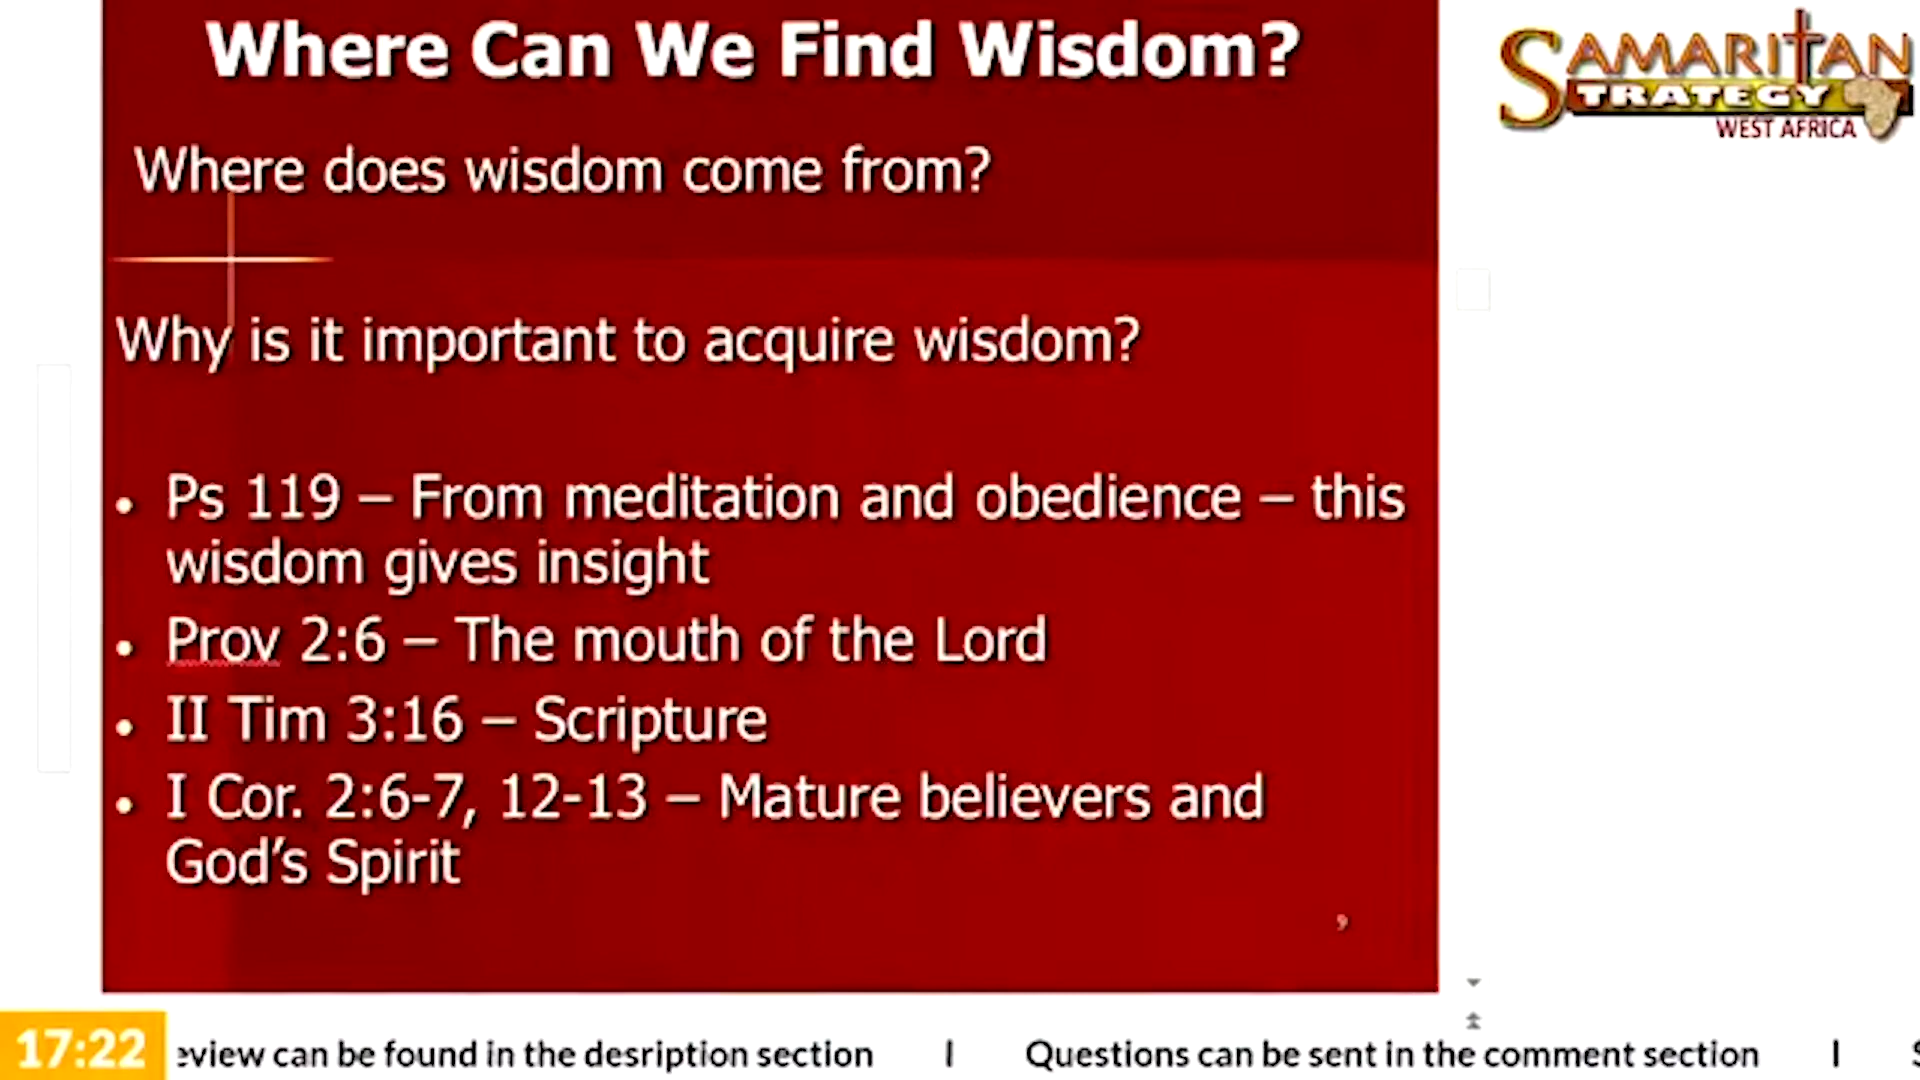 Where Can We Find Wisdom?
SAMARITAN
STRATEGY
WEST AFRICA
Where does wisdom come from?
Why is it important to acquire wisdom?
• Ps 119 – From meditation and obedience – this
wisdom gives insight
• Prov 2:6 – The mouth of the Lord
• II Tim 3:16 – Scripture
• I Cor. 2:6-7, 12-13 – Mature believers and
God's Spirit
9
17:22 eview can be found in the desription section | Questions can be sent in the comment section |